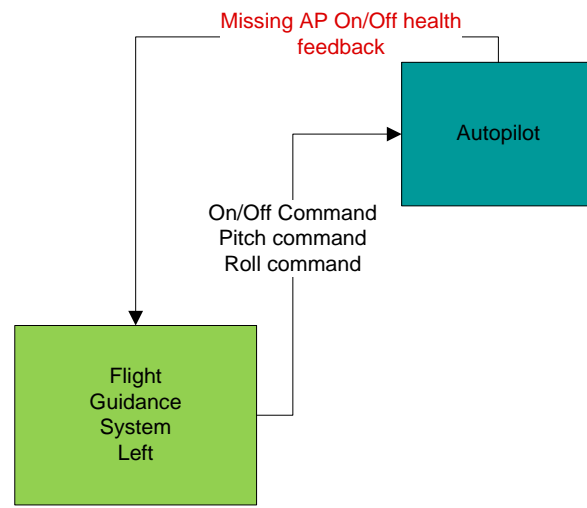 Missing AP On/Off health
feedback
Autopilot
On/Off Command
Pitch command
Roll command
Flight
Guidance
System
Left